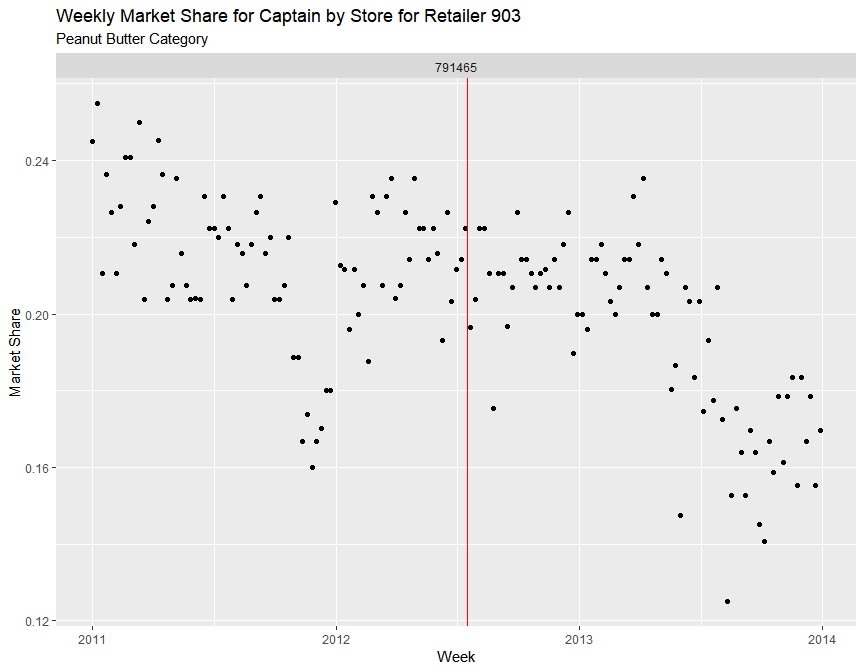 Weekly Market Share for Captain by Store for Retailer 903
Peanut Butter Category
791465
0.24
0.20
0.16
0.12
Market Share
2011
2012
2013
2014
Week